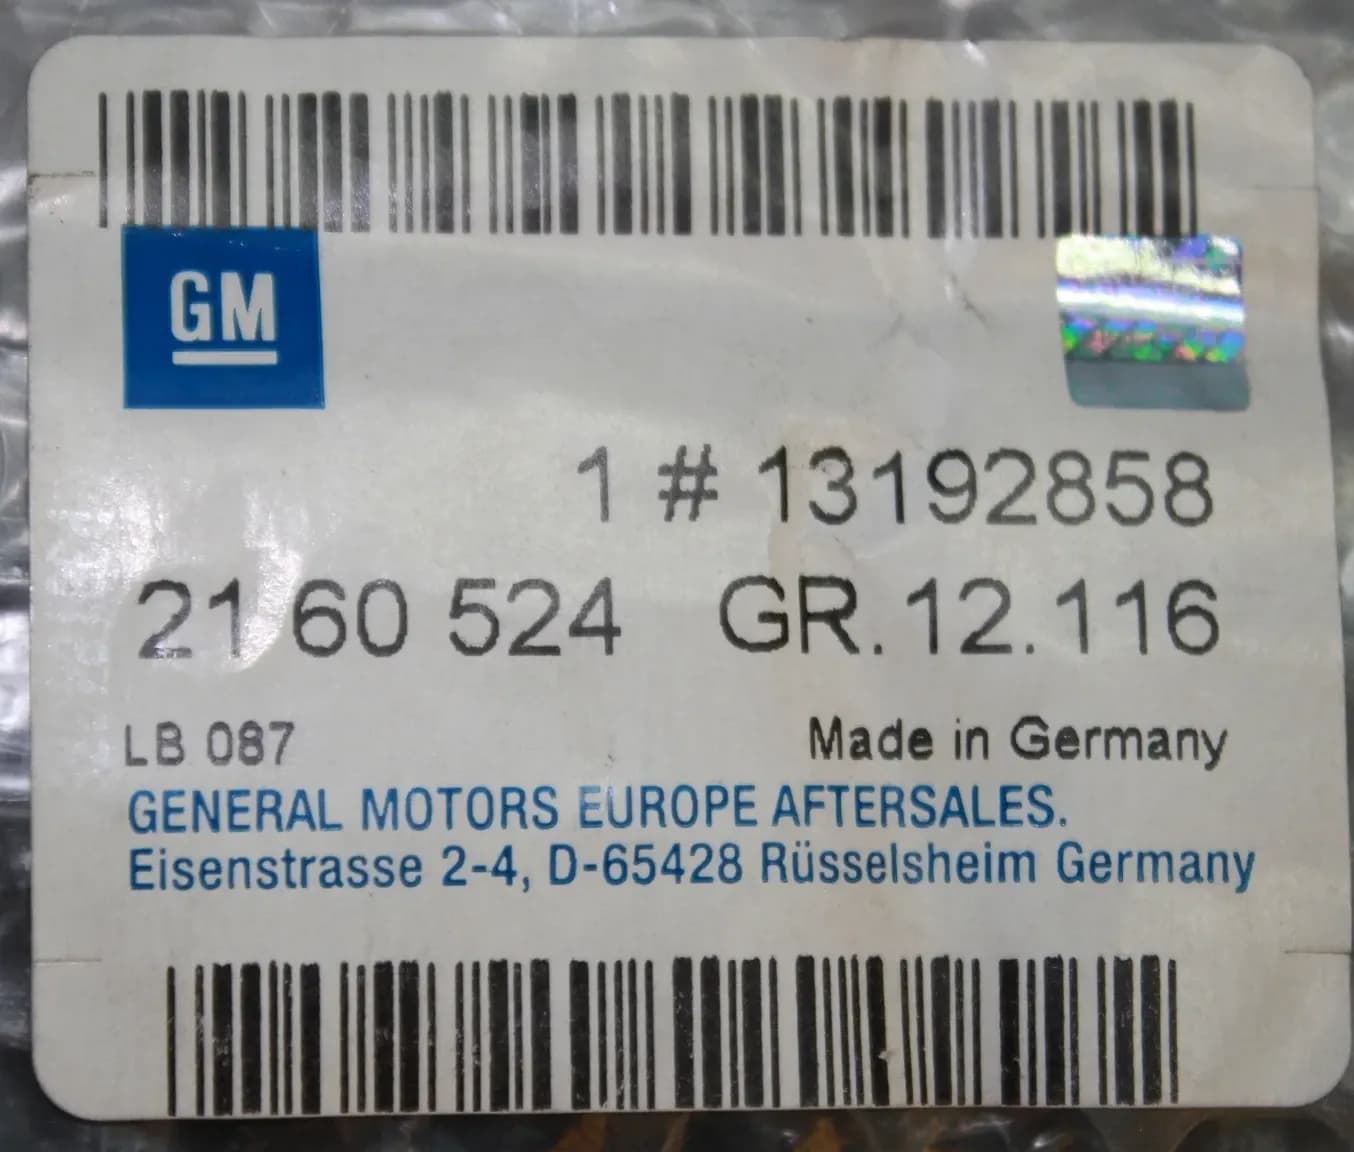 GM
1 # 13192858
21 60 524 GR. 12.116
LB 087 Made in Germany
GENERAL MOTORS EUROPE AFTERSALES.
Eisenstrasse 2-4, D-65428 Rüsselsheim Germany